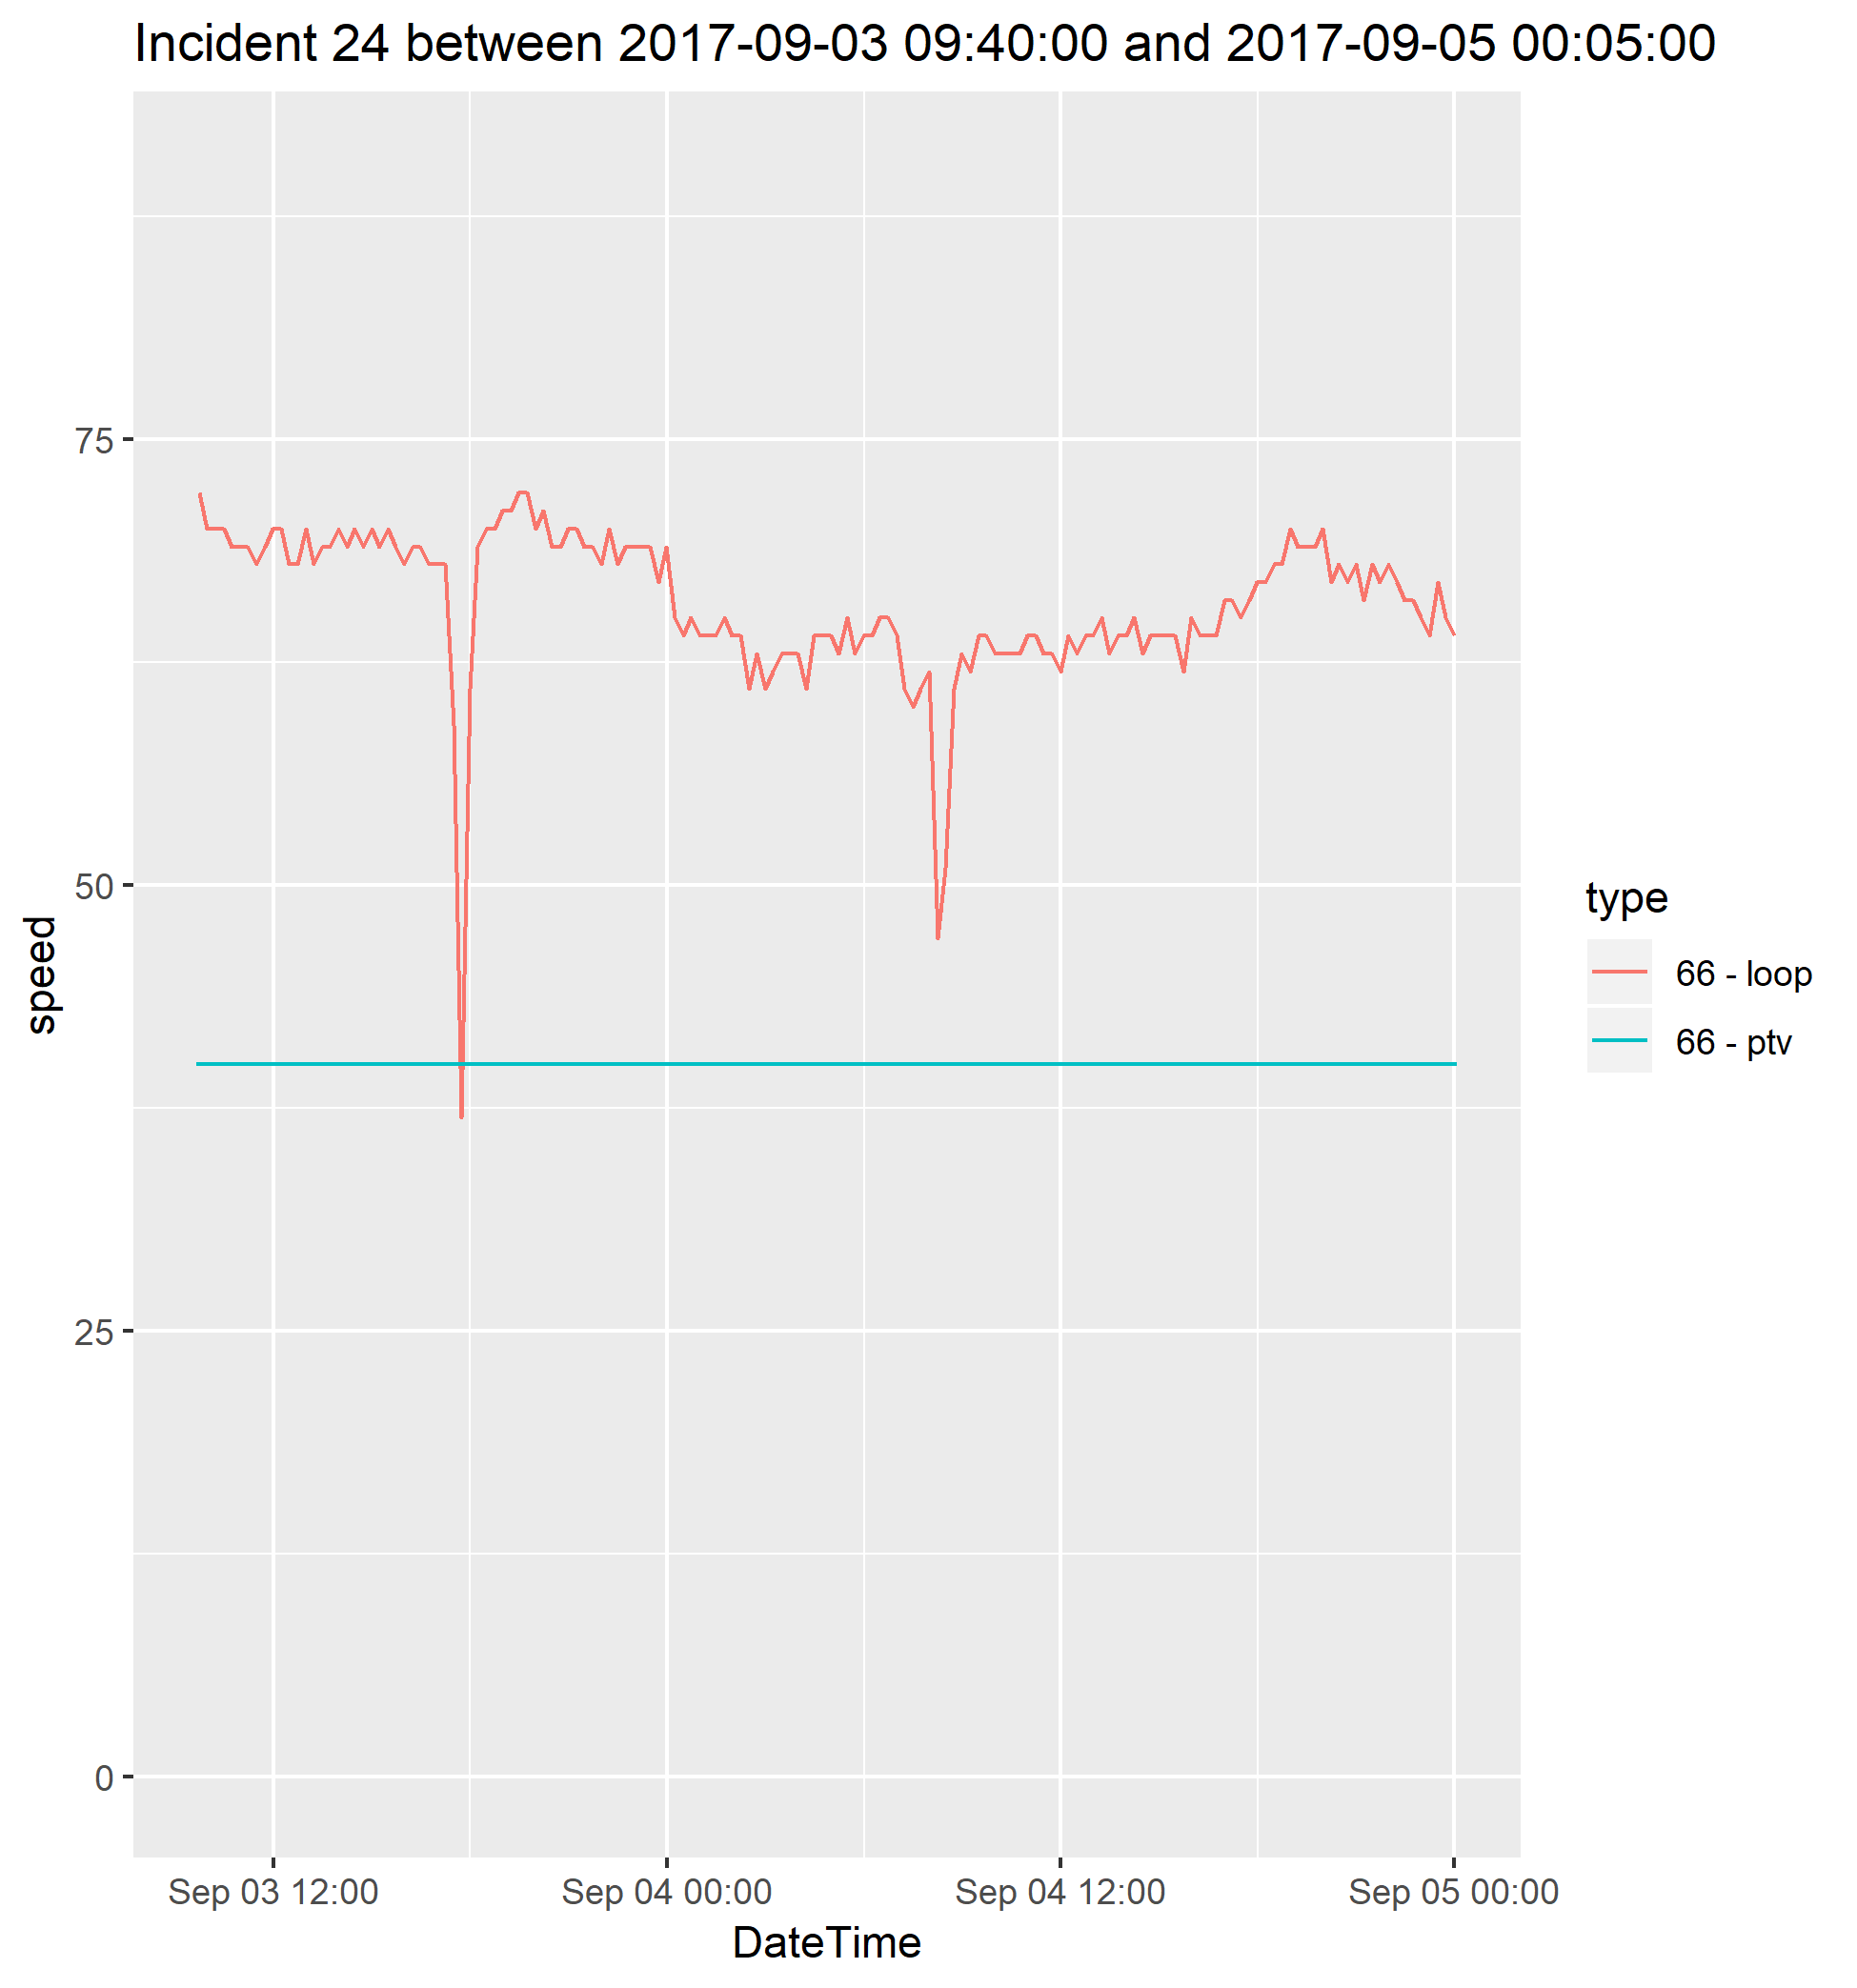 Incident 24 between 2017-09-03 09:40:00 and 2017-09-05 00:05:00
75
50
25
0
speed
Sep 03 12:00
Sep 04 00:00
Sep 04 12:00
Sep 05 00:00
DateTime
type
66 - loop
66 - ptv